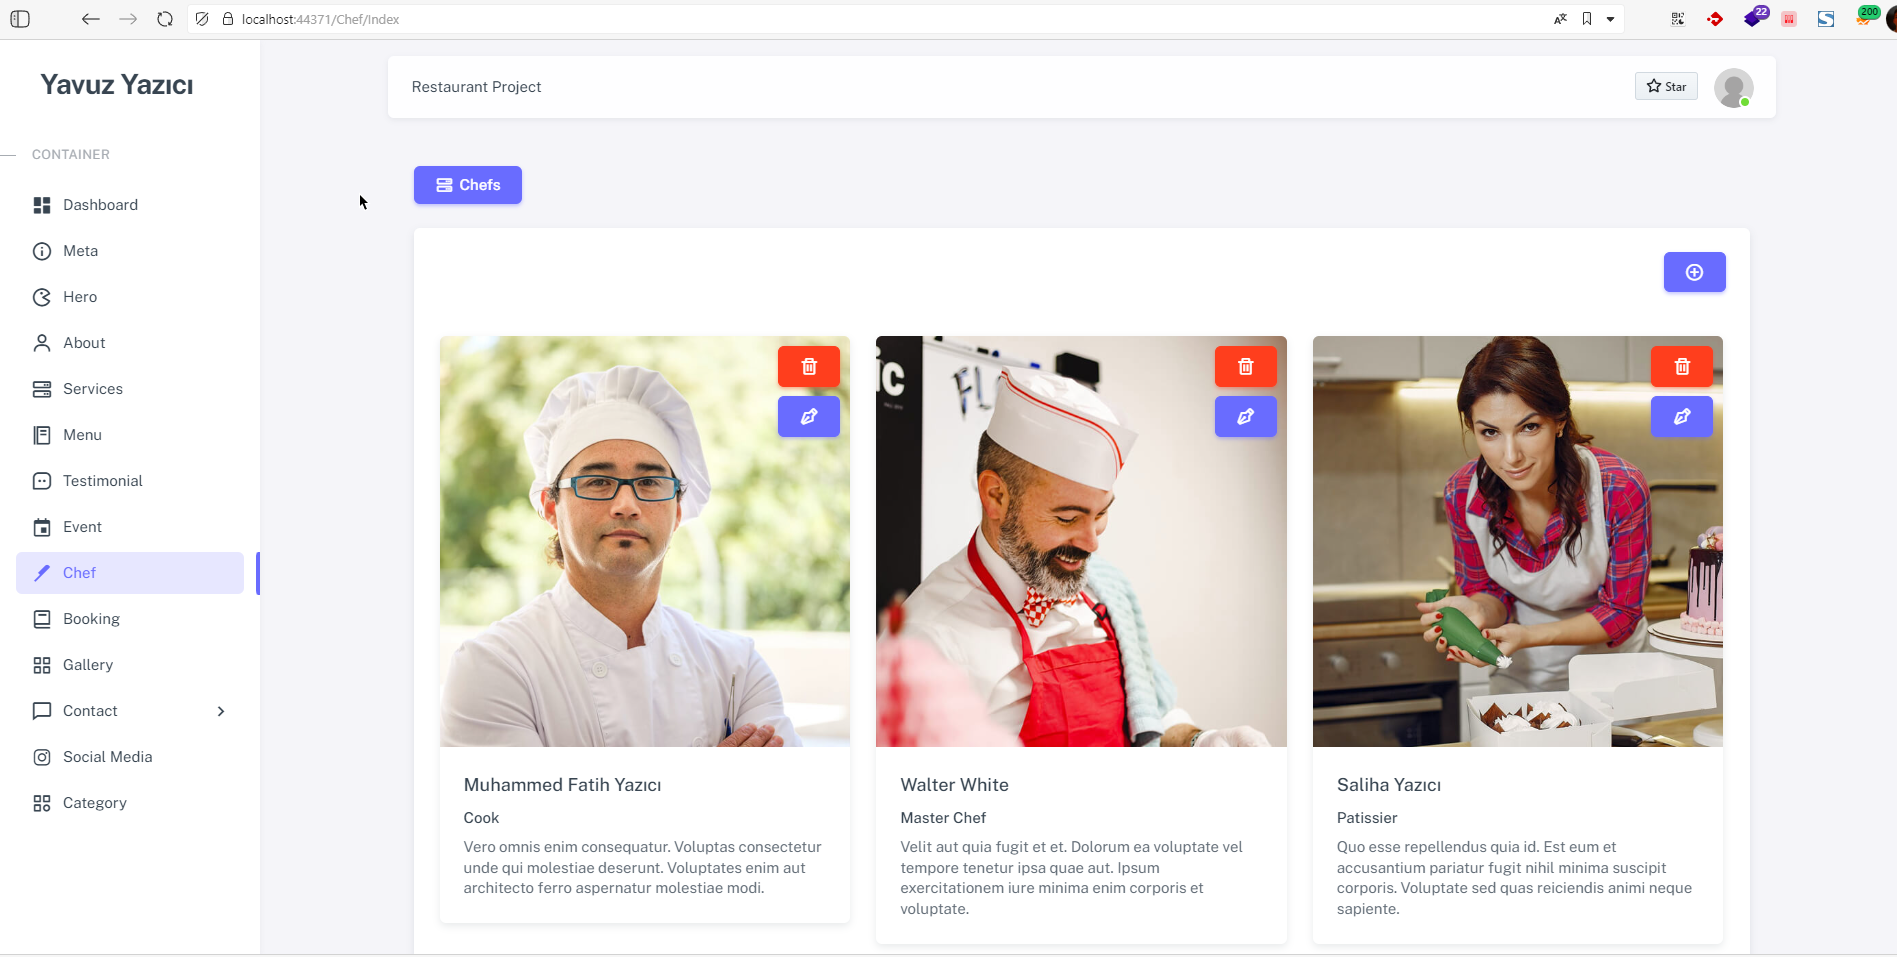 localhost:44371/Chef/Index
22
200
Yavuz Yazıcı
Restaurant Project
Star
CONTAINER
Dashboard
Meta
Hero
About
Services
Menu
Testimonial
Event
Chef
Booking
Gallery
Contact
Social Media
Category
Chefs
ic
FL
Muhammed Fatih Yazıcı
Cook
Vero omnis enim consequatur. Voluptas consectetur
unde qui molestiae deserunt. Voluptates enim aut
architecto ferro aspernatur molestiae modi.
Walter White
Master Chef
Velit aut quia fugit et et. Dolorum ea voluptate vel
tempore tenetur ipsa quae aut. Ipsum
exercitationem iure minima enim corporis et
voluptate.
Saliha Yazıcı
Patissier
Quo esse repellendus quia id. Est eum et
accusantium pariatur fugit nihil minima suscipit
corporis. Voluptate sed quas reiciendis animi neque
sapiente.